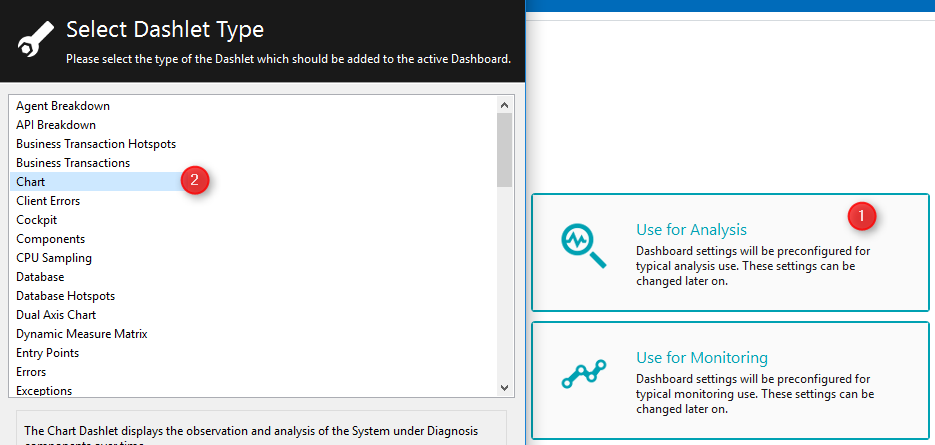 Select Dashlet Type
Please select the type of the Dashlet which should be added to the active Dashboard.
Agent Breakdown
API Breakdown
Business Transaction Hotspots
Business Transactions
Chart
2
Client Errors
Cockpit
Components
CPU Sampling
Database
Database Hotspots
Dual Axis Chart
Dynamic Measure Matrix
Entry Points
Errors
Exceptions
The Chart Dashlet displays the observation and analysis of the System under Diagnosis
components over time.
1
Use for Analysis
Dashboard settings will be preconfigured for
typical analysis use. These settings can be
changed later on.
Use for Monitoring
Dashboard settings will be preconfigured for
typical monitoring use. These settings can be
changed later on.